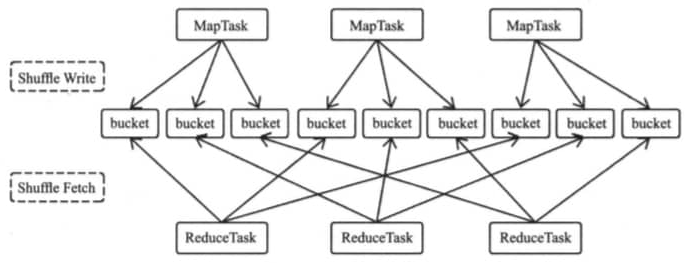 MapTask
MapTask
MapTask
Shuffle Write
bucket
bucket
bucket
bucket
bucket
bucket
bucket
bucket
bucket
Shuffle Fetch
ReduceTask
ReduceTask
ReduceTask